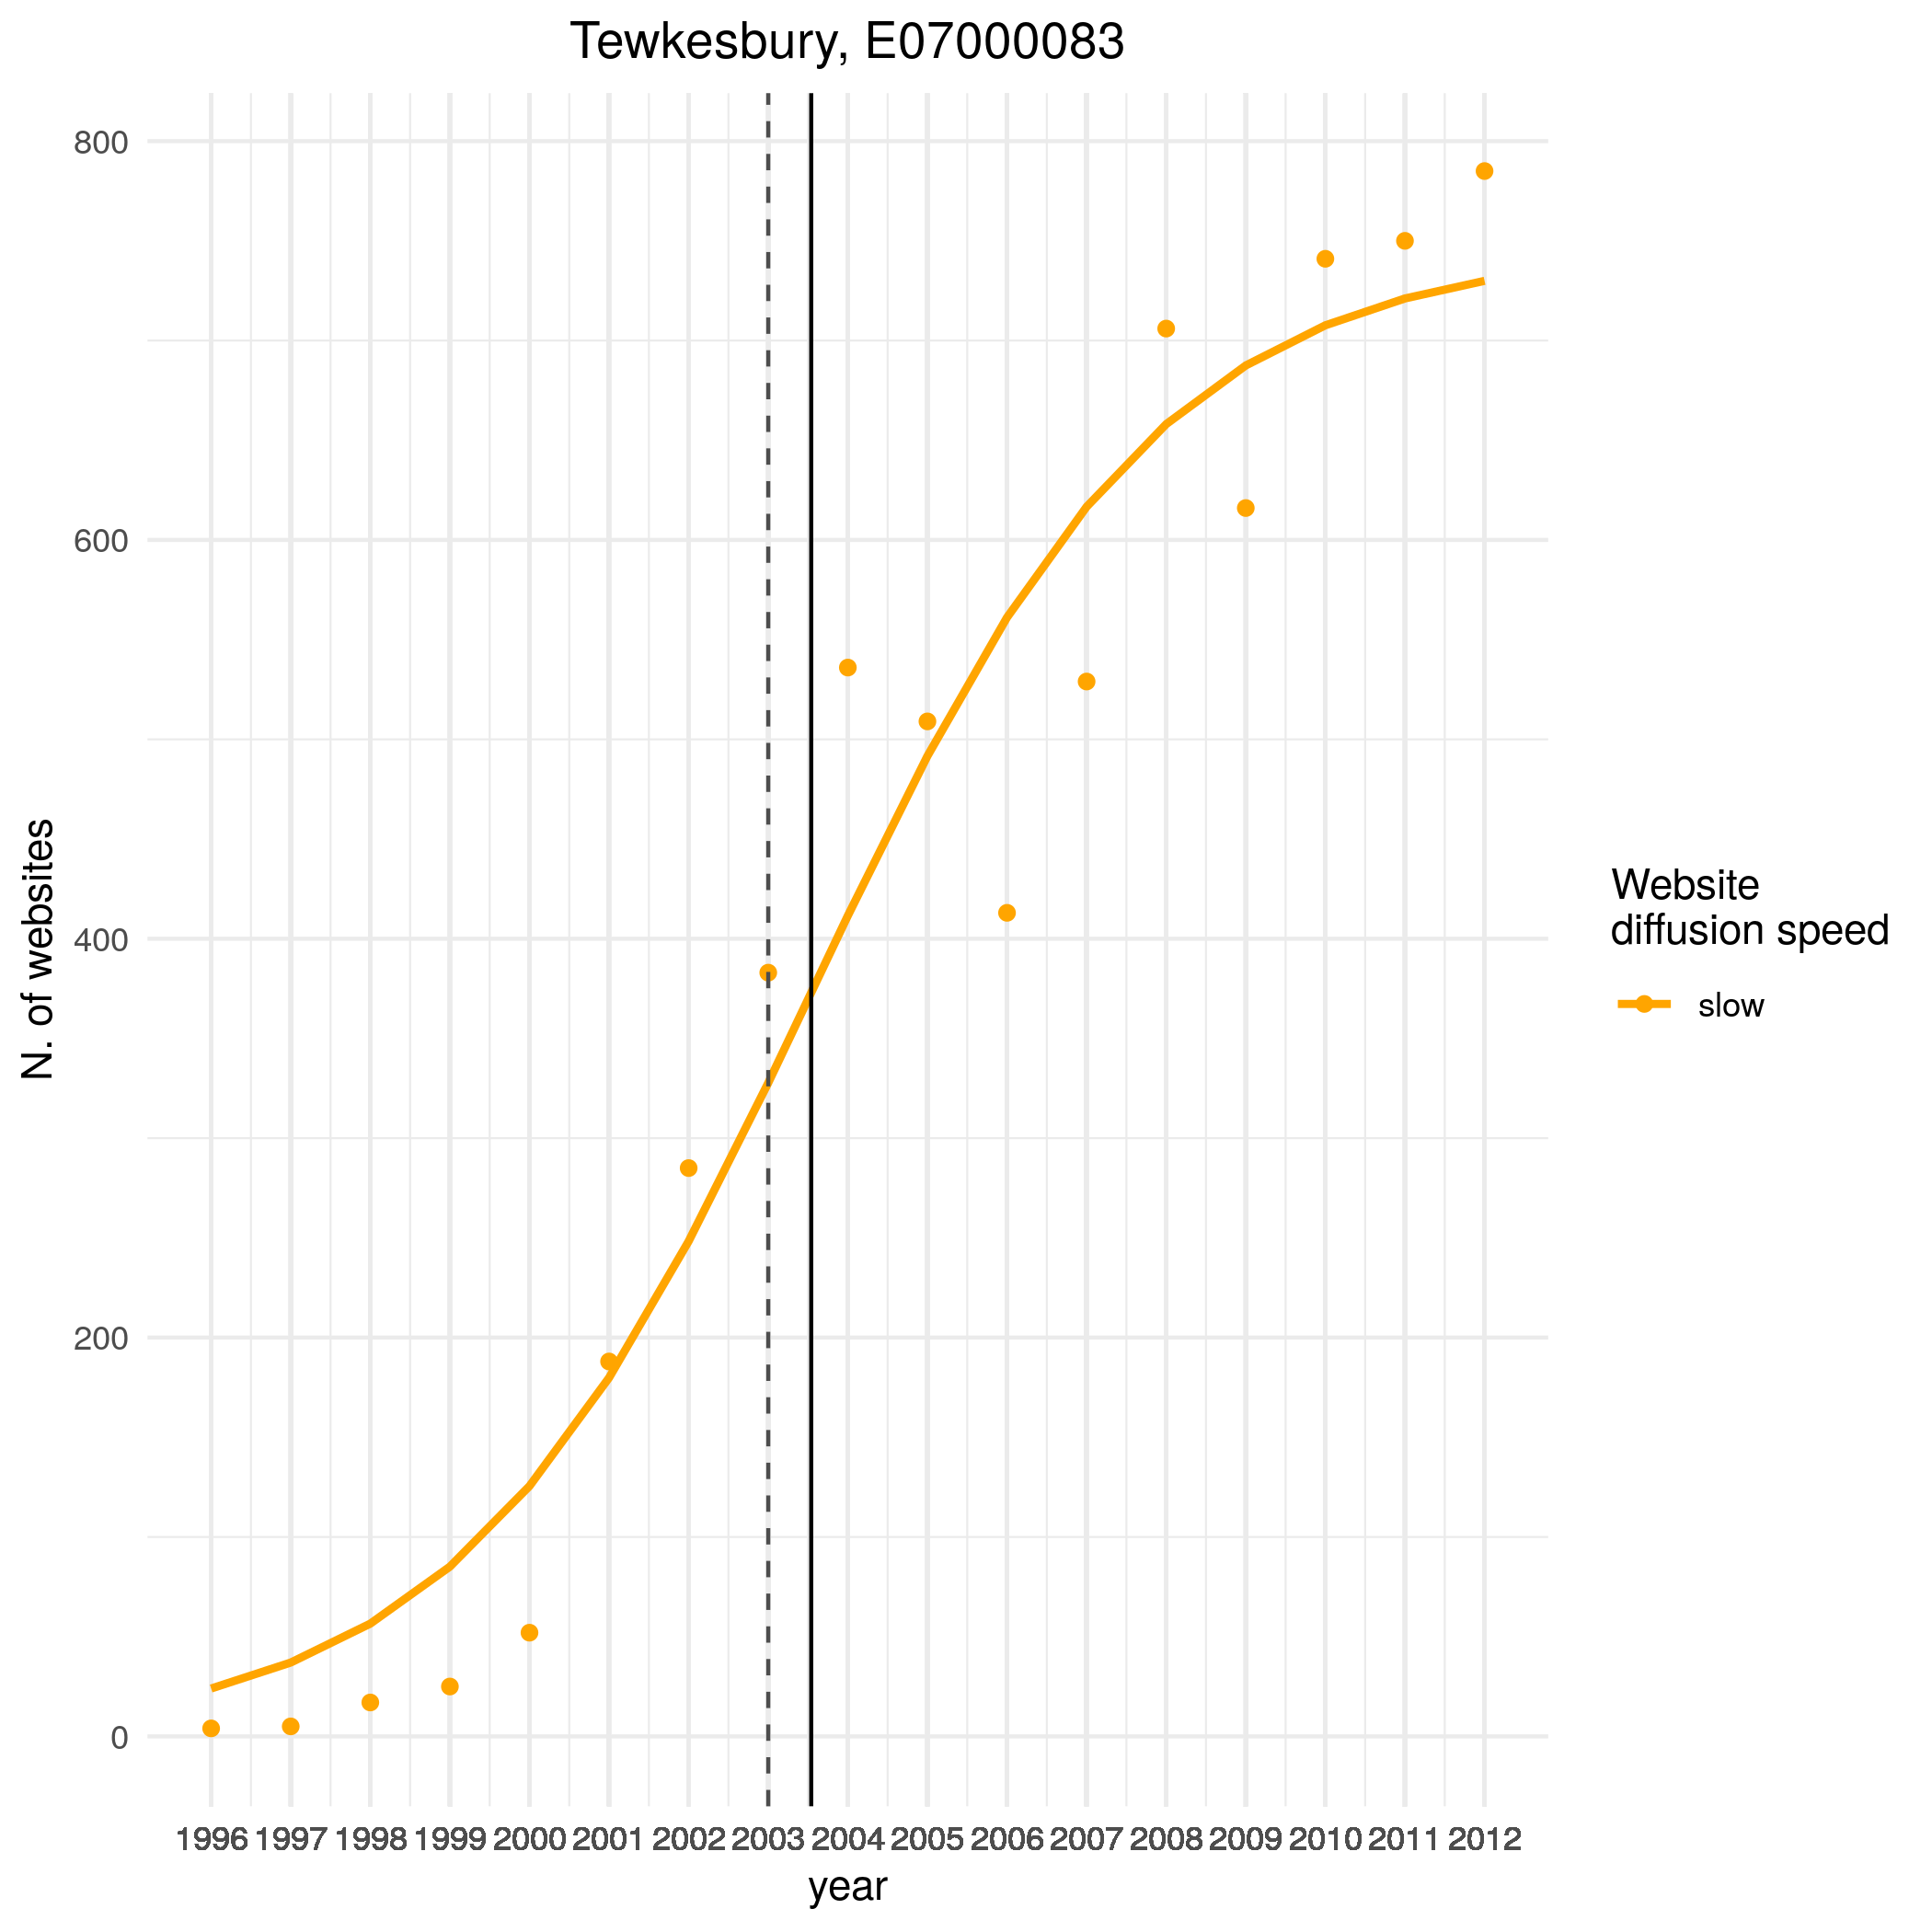 Tewkesbury, E07000083
800
600
400
200
0
N. of websites
1996 1997 1998 1999 2000 2001 2002 2003 2004 2005 2006 2007 2008 2009 2010 2011 2012
year
Website
diffusion speed
slow